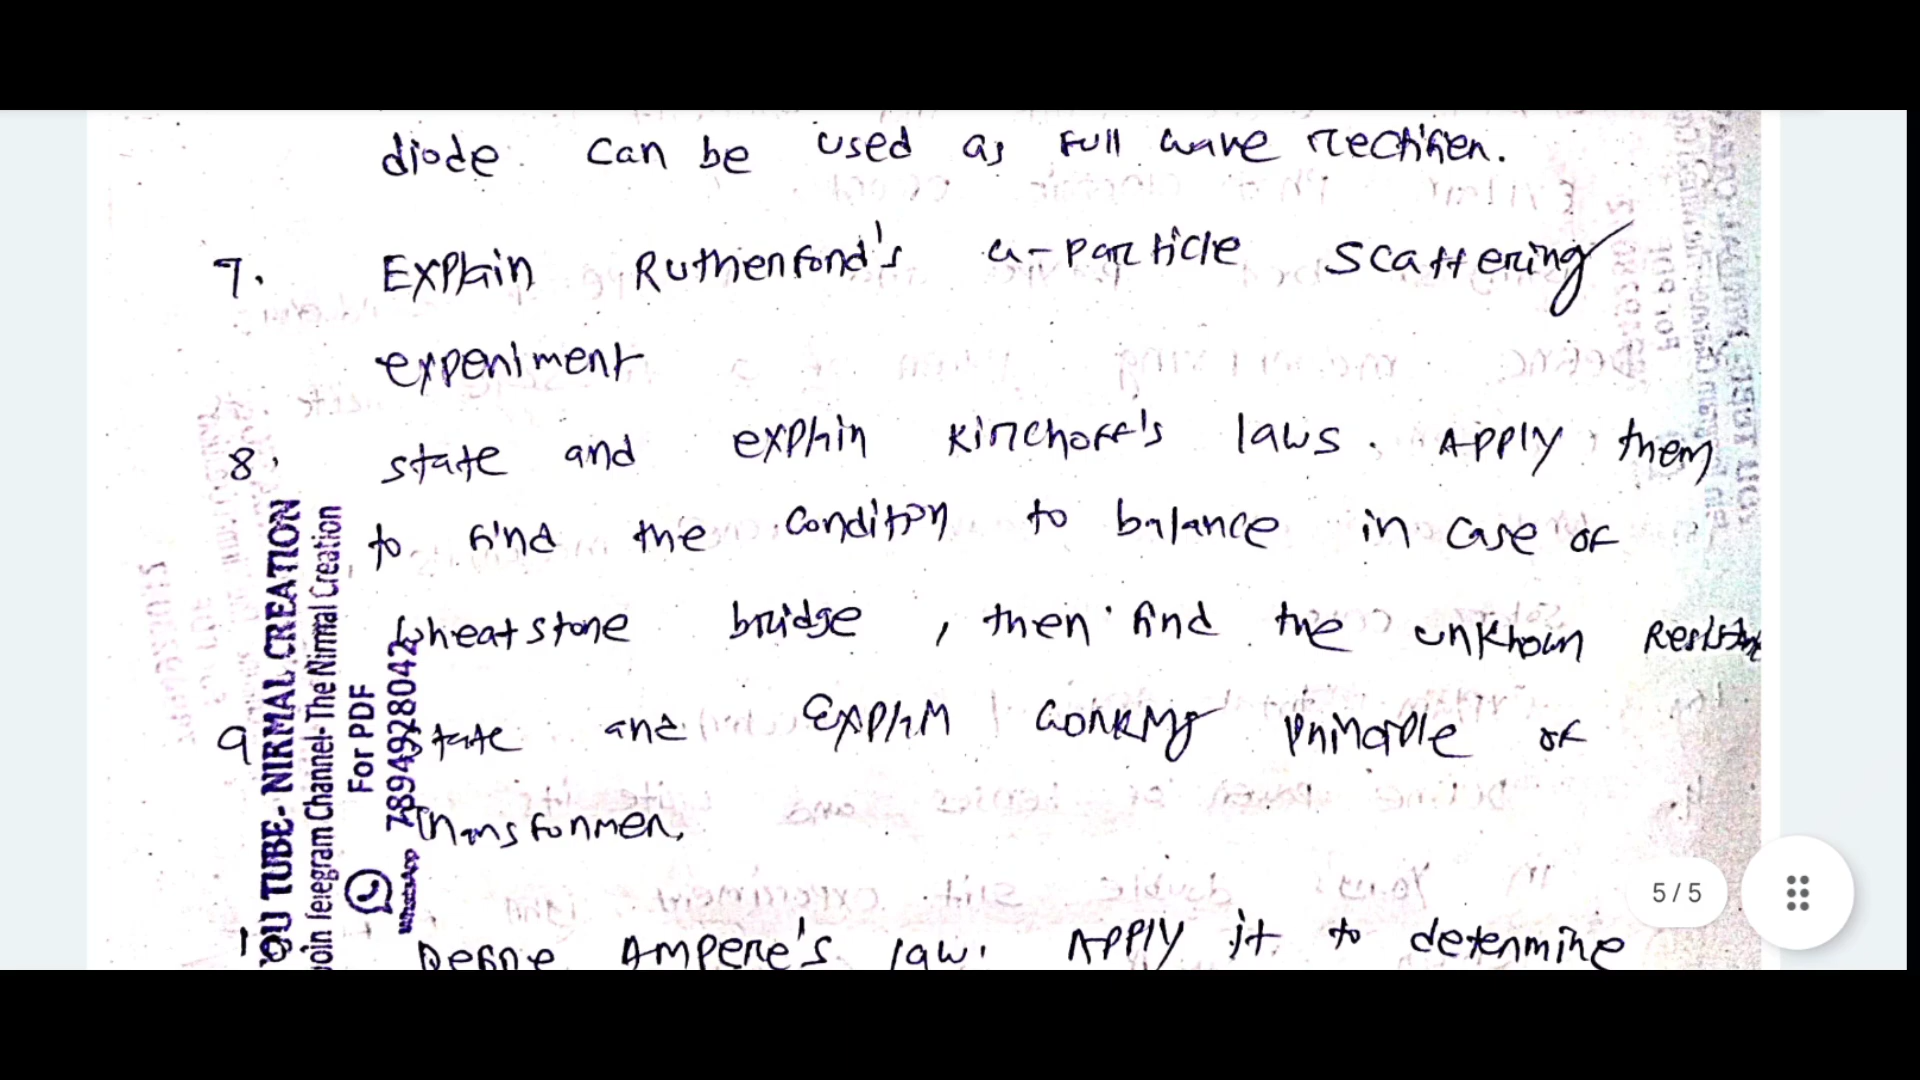 diode can be used as full wave rectifier.
7. Explain Rutherford's α-particle scattering
experiment
8. state and explain Kirchoff's laws. Apply them
to find the condition to balance in case of
Wheatstone bridge, then find the unknown Resistance
9 State and Explain working principle of
Transformer.
Define Ampere's law. Apply it to determine
OU TUBE- NIRMAL CREATION
oin Telegram Channel- The Nirmal Creation
For PDF
7894928042
WhatsApp
5 / 5